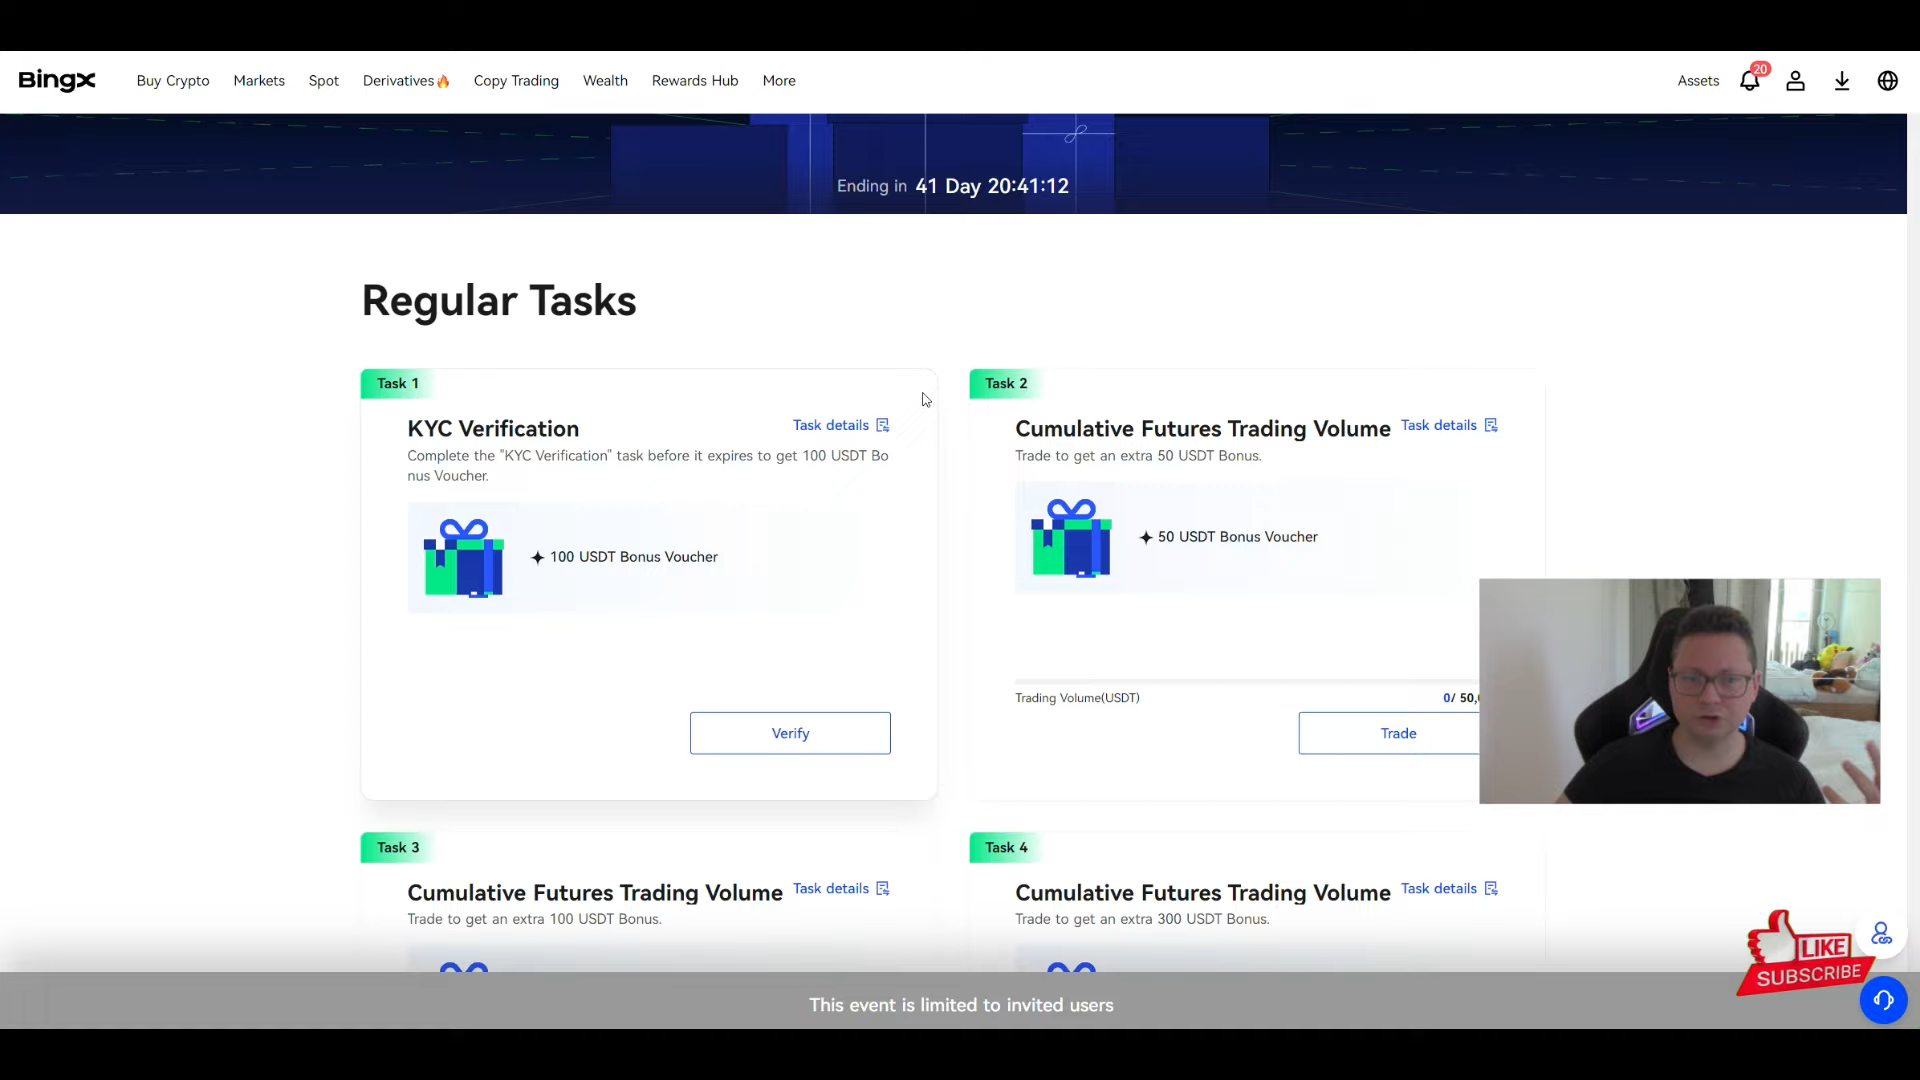 BingX
Buy Crypto Markets Spot Derivatives🔥 Copy Trading Wealth Rewards Hub More
Assets 20
Ending in 41 Day 20:41:12
Regular Tasks
Task 1
KYC Verification Task details
Complete the "KYC Verification" task before it expires to get 100 USDT Bo
nus Voucher.
100 USDT Bonus Voucher
Verify
Task 2
Cumulative Futures Trading Volume Task details
Trade to get an extra 50 USDT Bonus.
50 USDT Bonus Voucher
Trading Volume(USDT) 0/ 50,
Trade
Task 3
Cumulative Futures Trading Volume Task details
Trade to get an extra 100 USDT Bonus.
Task 4
Cumulative Futures Trading Volume Task details
Trade to get an extra 300 USDT Bonus.
LIKE
SUBSCRIBE
This event is limited to invited users